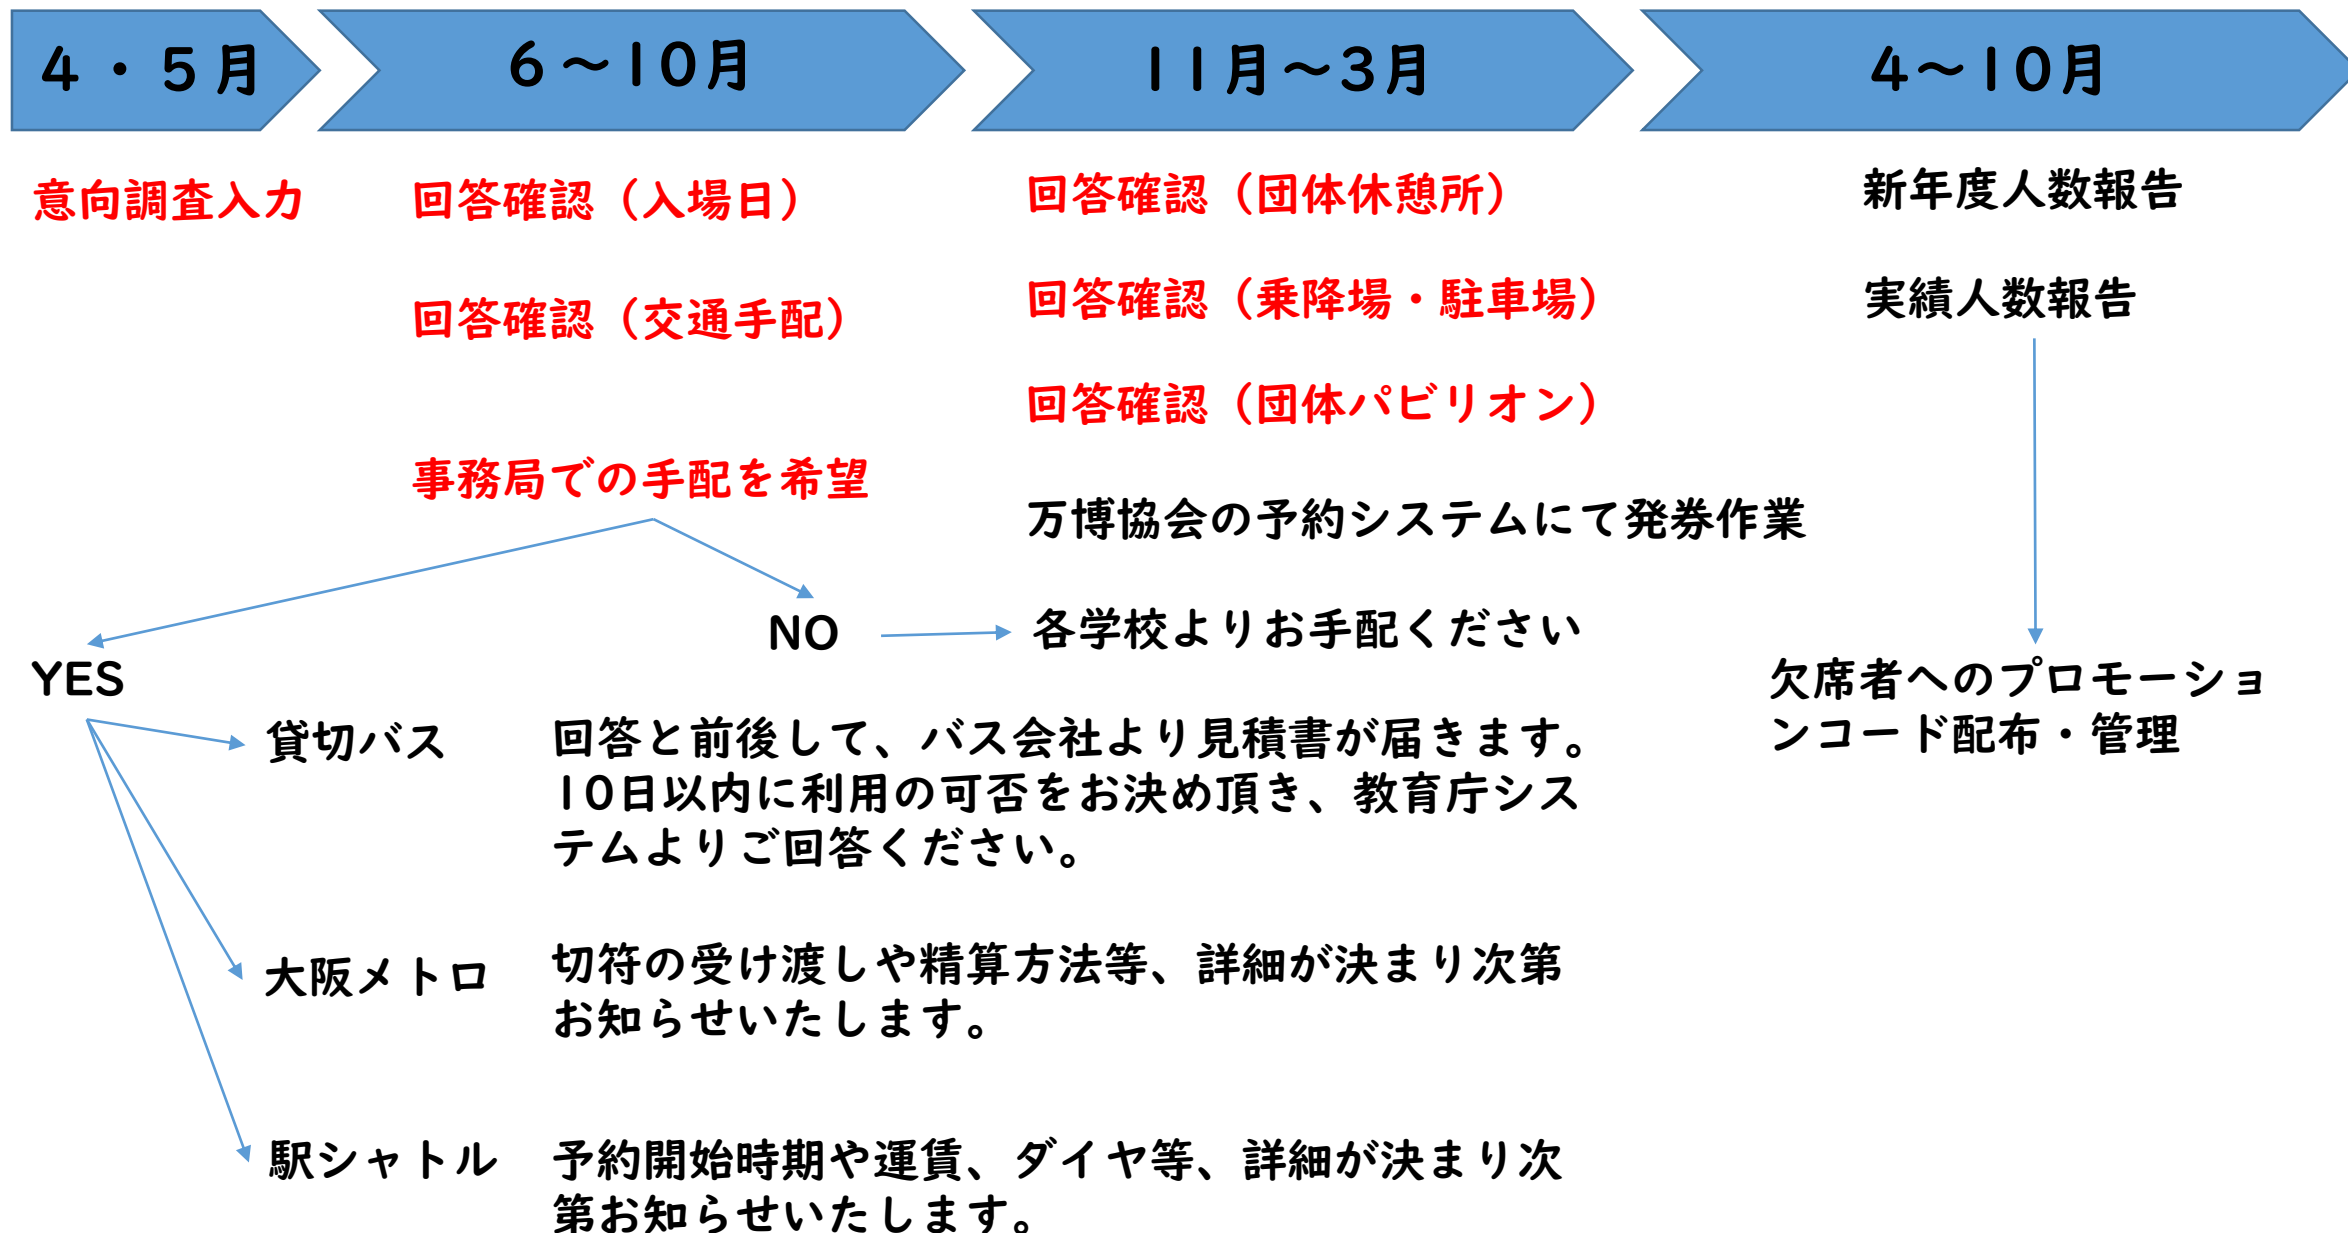 4・5月
6～10月
11月～3月
4～10月
意向調査入力
回答確認（入場日）
回答確認（交通手配）
事務局での手配を希望
回答確認（団体休憩所）
回答確認（乗降場・駐車場）
回答確認（団体パビリオン）
万博協会の予約システムにて発券作業
新年度人数報告
実績人数報告
NO
各学校よりお手配ください
YES
欠席者へのプロモーショ
ンコード配布・管理
貸切バス
回答と前後して、バス会社より見積書が届きます。
10日以内に利用の可否をお決め頂き、教育庁シス
テムよりご回答ください。
大阪メトロ
切符の受け渡しや精算方法等、詳細が決まり次第
お知らせいたします。
駅シャトル
予約開始時期や運賃、ダイヤ等、詳細が決まり次
第お知らせいたします。